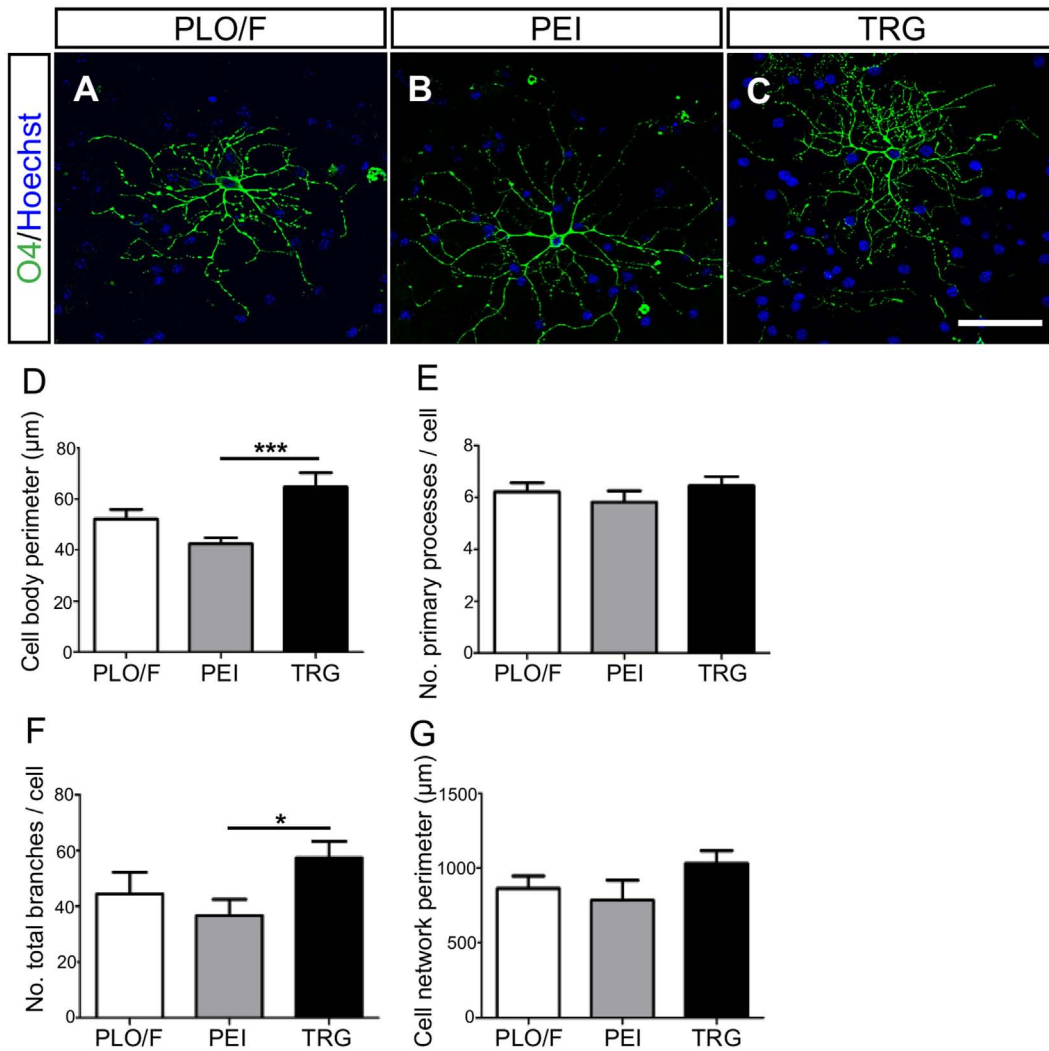 PLO/F PEI TRG
O4/Hoechst
A B C
D
Cell body perimeter (µm)
80
60
40
20
0
***
PLO/F PEI TRG
E
No. primary processes / cell
8
6
4
2
0
PLO/F PEI TRG
F
No. total branches / cell
80
60
40
20
0
*
PLO/F PEI TRG
G
Cell network perimeter (µm)
1500
1000
500
0
PLO/F PEI TRG